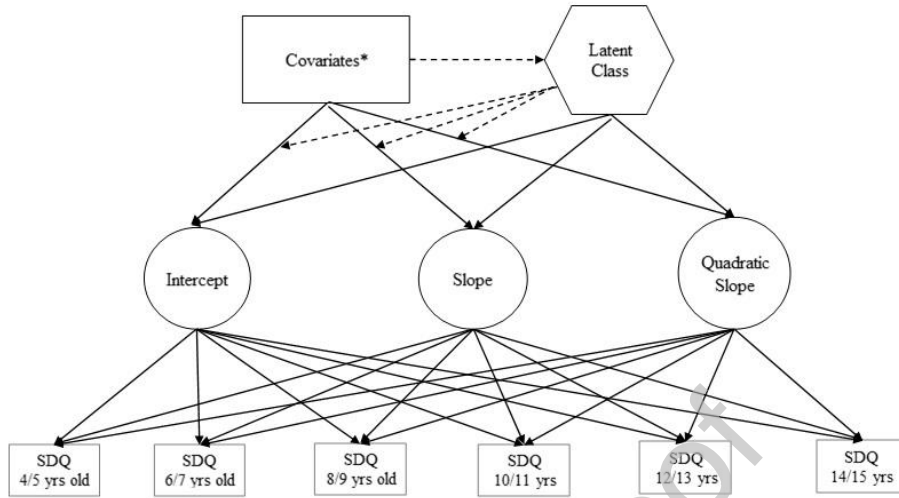 Covariates*
Latent
Class
Intercept
Slope
Quadratic
Slope
SDQ
4/5 yrs old
SDQ
6/7 yrs old
SDQ
8/9 yrs old
SDQ
10/11 yrs
SDQ
12/13 yrs
SDQ
14/15 yrs
of